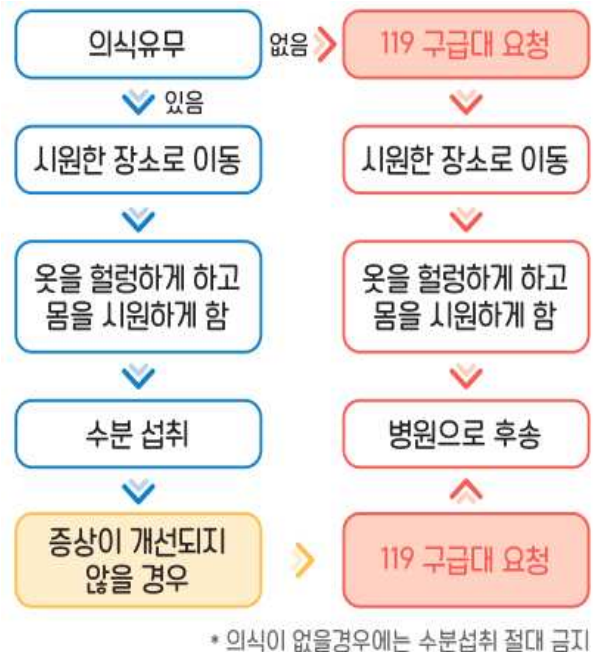 의식유무
없음
119 구급대 요청
있음
시원한 장소로 이동
시원한 장소로 이동
옷을 헐렁하게 하고
몸을 시원하게 함
옷을 헐렁하게 하고
몸을 시원하게 함
수분 섭취
병원으로 후송
증상이 개선되지
않을 경우
119 구급대 요청
* 의식이 없을경우에는 수분섭취 절대 금지